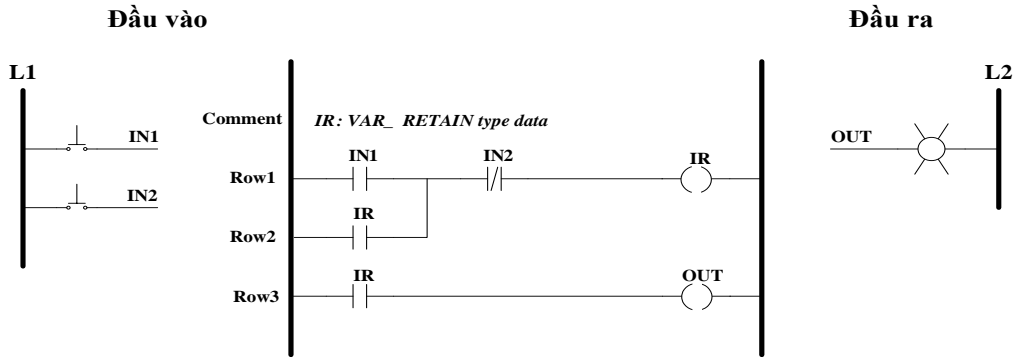 Đầu vào
Đầu ra
L1
L2
Comment IR: VAR_ RETAIN type data
IN1
OUT
IN1 IN2 IR
Row1
IN2
IR
Row2
IR OUT
Row3